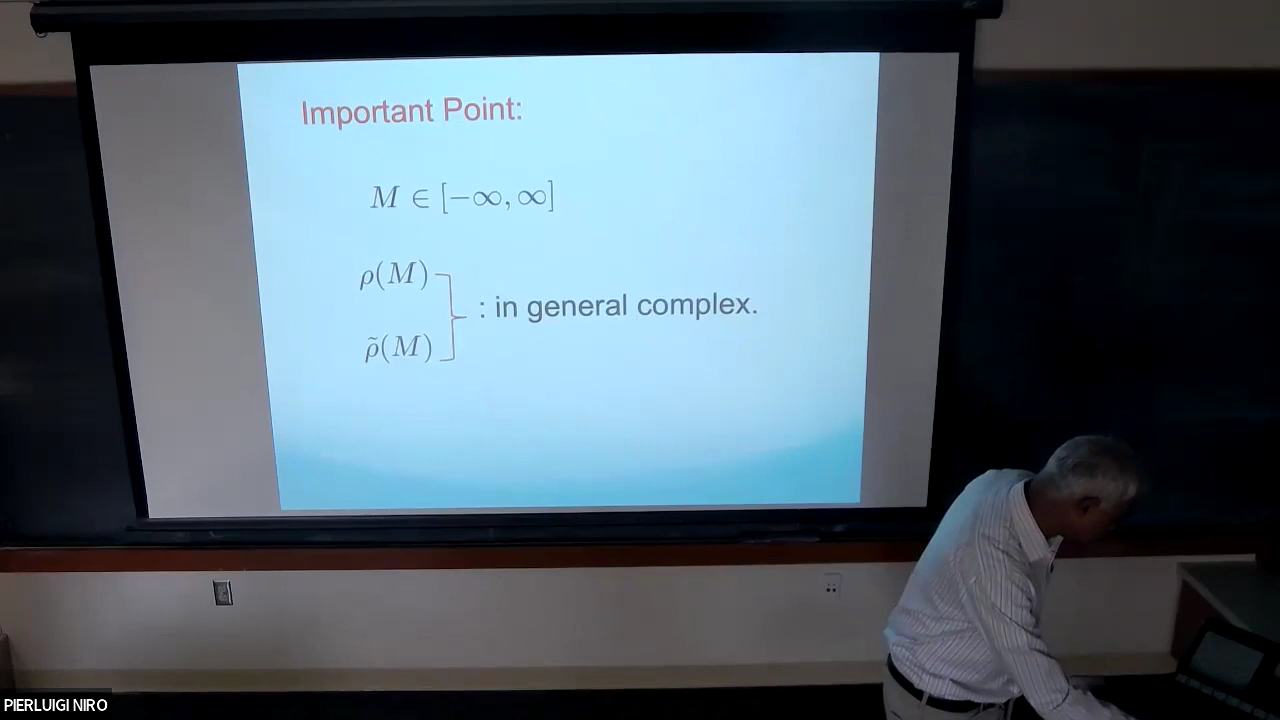 Important Point:
M ∈ [−∞, ∞]
ρ(M)
: in general complex.
ρ̃(M)
PIERLUIGI NIRO